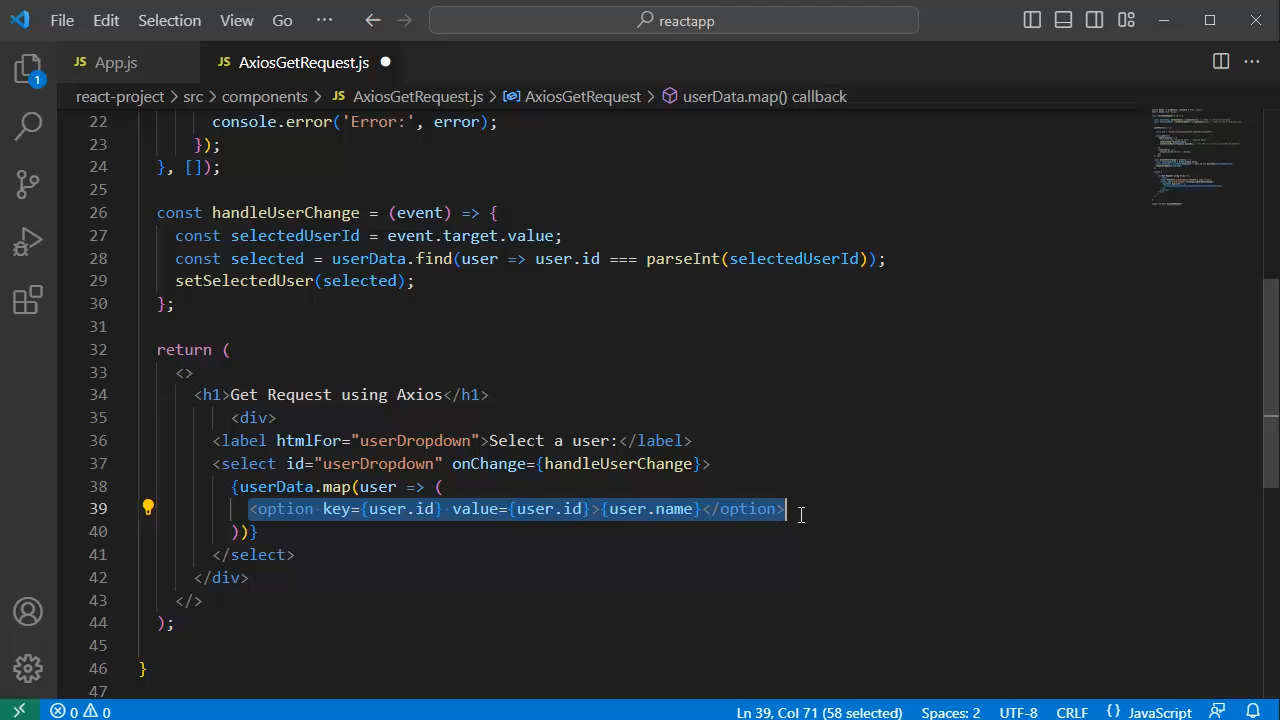 File Edit Selection View Go ··· reactapp
JS App.js JS AxiosGetRequest.js
react-project > src > components > JS AxiosGetRequest.js > AxiosGetRequest > userData.map() callback
1
22 console.error('Error:', error);
23 });
24 }, []);
25
26 const handleUserChange = (event) => {
27 const selectedUserId = event.target.value;
28 const selected = userData.find(user => user.id === parseInt(selectedUserId));
29 setSelectedUser(selected);
30 };
31
32 return (
33 <>
34 <h1>Get Request using Axios</h1>
35 <div>
36 <label htmlFor="userDropdown">Select a user:</label>
37 <select id="userDropdown" onChange={handleUserChange}>
38 {userData.map(user => (
39 <option key={user.id} value={user.id}>{user.name}</option>
40 ))}
41 </select>
42 </div>
43 </>
44 );
45
46 }
47
0 0 Ln 39, Col 71 (58 selected) Spaces: 2 UTF-8 CRLF {} JavaScript